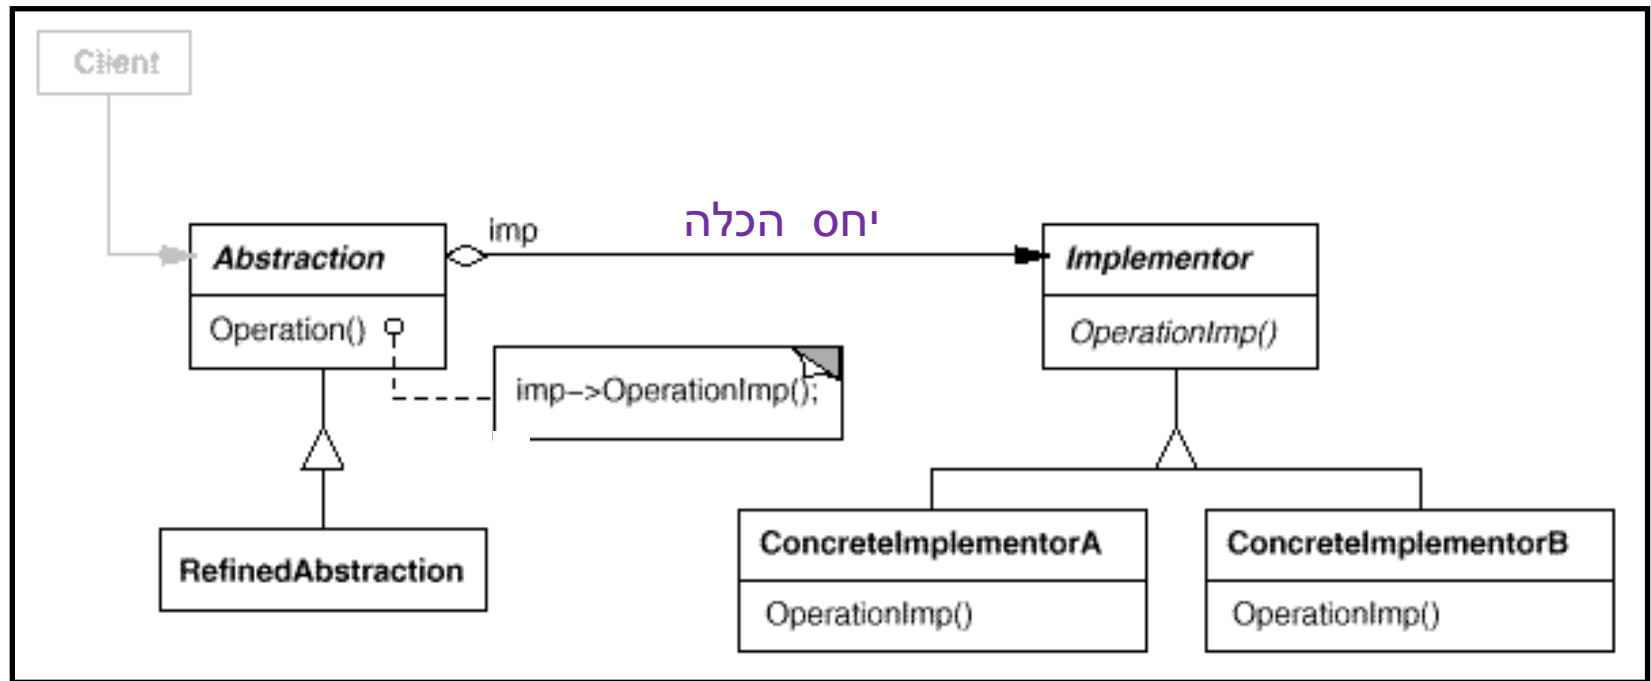 Client
imp
יחס הכלה
Abstraction
Implementor
Operation()
OperationImp()
imp->OperationImp();
ConcreteImplementorA
ConcreteImplementorB
RefinedAbstraction
OperationImp()
OperationImp()